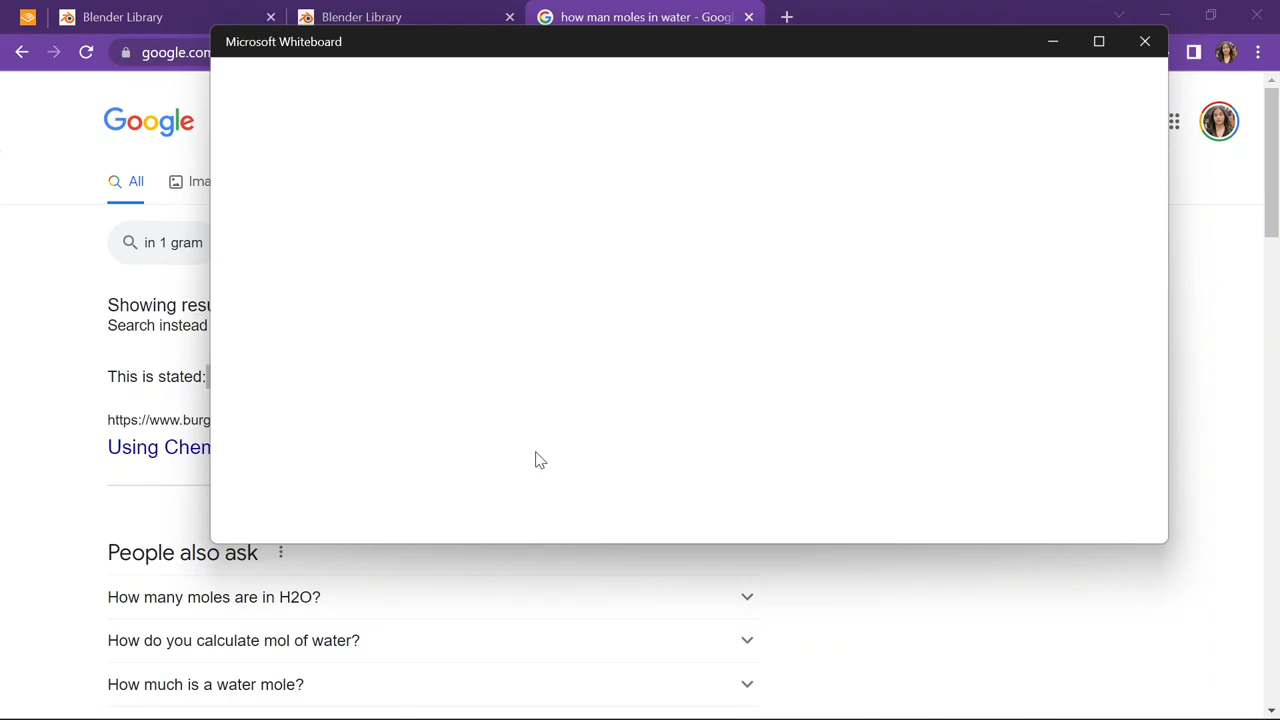 Blender Library
Blender Library
how man moles in water - Goog
google.com
Microsoft Whiteboard
Google
All
Ima
in 1 gram
Showing resu
Search instead
This is stated:
https://www.burg
Using Chem
People also ask
How many moles are in H2O?
How do you calculate mol of water?
How much is a water mole?